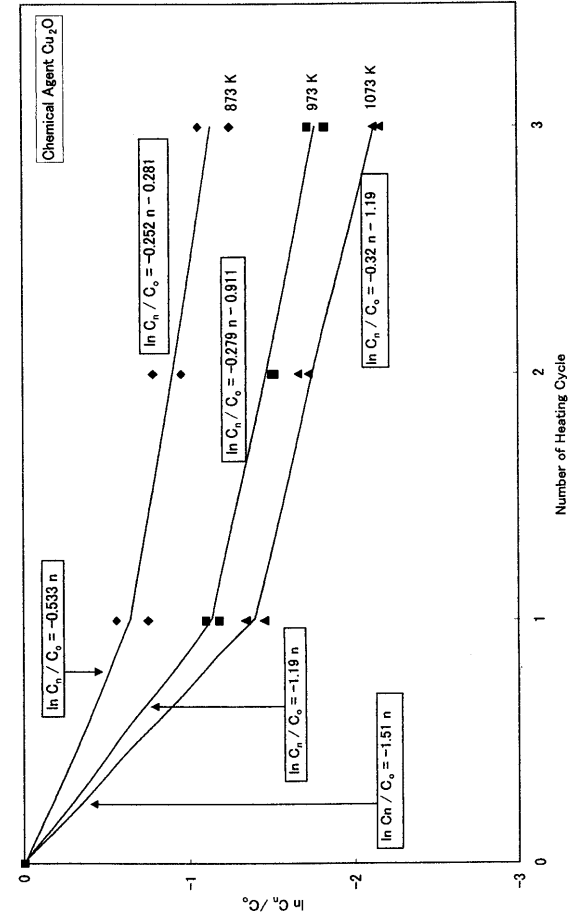 Chemical Agent Cu₂O
ln Cₙ / Cₒ = −0.533 n
ln Cₙ / Cₒ = −0.252 n − 0.281
873 K
ln Cₙ / Cₒ = −0.279 n − 0.911
973 K
1073 K
ln Cₙ / Cₒ = −1.19 n
ln Cₙ / Cₒ = −0.32 n − 1.19
ln Cn / Cₒ = −1.51 n
0
-1
-2
-3
ln Cₙ /Cₒ
0
1
2
3
Number of Heating Cycle